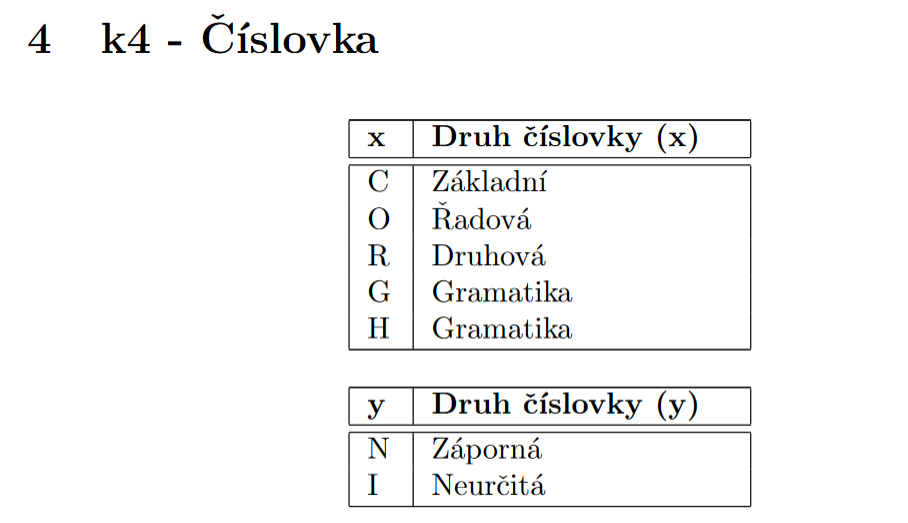 4 k4 - Číslovka
x Druh číslovky (x)
C Základní
O Řadová
R Druhová
G Gramatika
H Gramatika
y Druh číslovky (y)
N Záporná
I Neurčitá